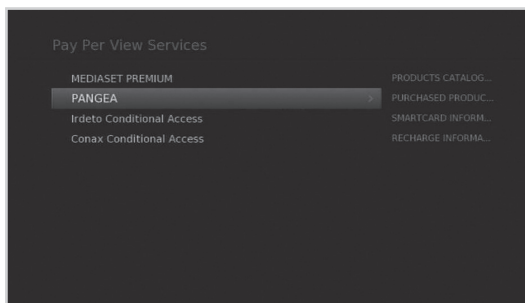 Pay Per View Services
MEDIASET PREMIUM
PANGEA >
Irdeto Conditional Access
Conax Conditional Access
PRODUCTS CATALOG...
PURCHASED PRODUC...
SMARTCARD INFORM...
RECHARGE INFORMA...